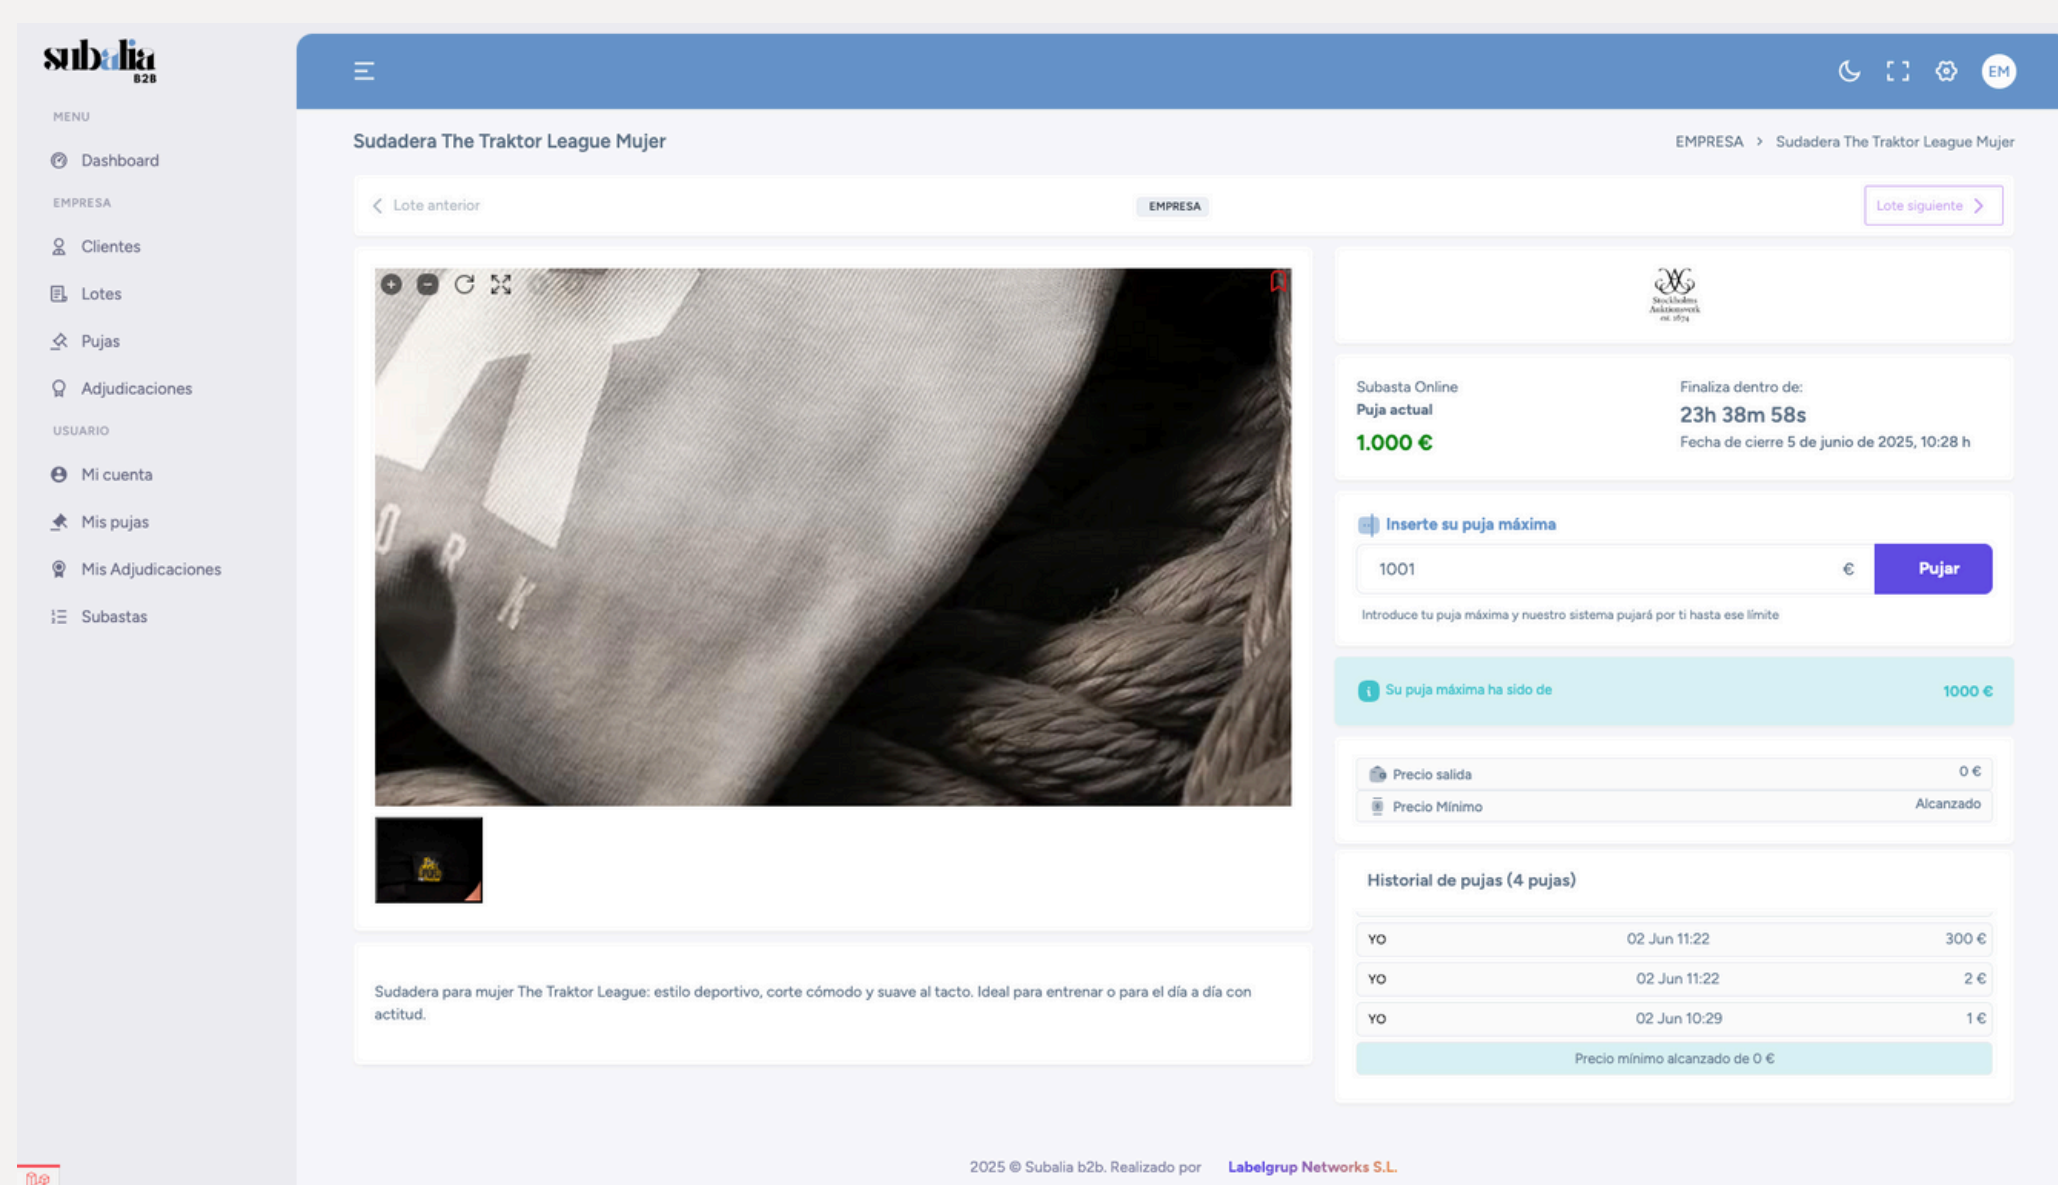 subalia
B2B
MENU
Dashboard
EMPRESA
Clientes
Lotes
Pujas
Adjudicaciones
USUARIO
Mi cuenta
Mis pujas
Mis Adjudicaciones
Subastas
EM
Sudadera The Traktor League Mujer
EMPRESA > Sudadera The Traktor League Mujer
Lote anterior
EMPRESA
Lote siguiente
O R K
Stockholms
Auktionsverk
est. 1674
Subasta Online
Puja actual
1.000 €
Finaliza dentro de:
23h 38m 58s
Fecha de cierre 5 de junio de 2025, 10:28 h
Inserte su puja máxima
1001 €
Pujar
Introduce tu puja máxima y nuestro sistema pujará por ti hasta ese límite
Su puja máxima ha sido de 1000 €
Precio salida 0 €
Precio Mínimo Alcanzado
Historial de pujas (4 pujas)
YO 02 Jun 11:22 300 €
YO 02 Jun 11:22 2 €
YO 02 Jun 10:29 1 €
Precio mínimo alcanzado de 0 €
Sudadera para mujer The Traktor League: estilo deportivo, corte cómodo y suave al tacto. Ideal para entrenar o para el día a día con
actitud.
2025 © Subalia b2b. Realizado por Labelgrup Networks S.L.